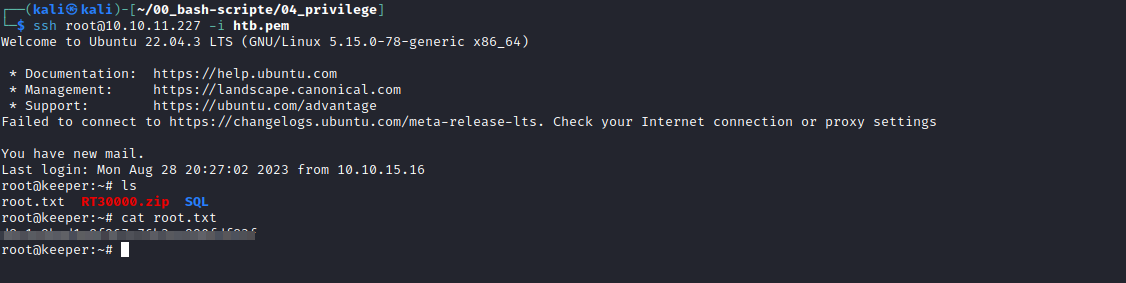 ┌──(kali㉿kali)-[~/00_bash-scripte/04_privilege]
└─$ ssh root@10.10.11.227 -i htb.pem
Welcome to Ubuntu 22.04.3 LTS (GNU/Linux 5.15.0-78-generic x86_64)
* Documentation:  https://help.ubuntu.com
* Management:     https://landscape.canonical.com
* Support:        https://ubuntu.com/advantage
Failed to connect to https://changelogs.ubuntu.com/meta-release-lts. Check your Internet connection or proxy settings
You have new mail.
Last login: Mon Aug 28 20:27:02 2023 from 10.10.15.16
root@keeper:~# ls
root.txt  RT30000.zip  SQL
root@keeper:~# cat root.txt
root@keeper:~#